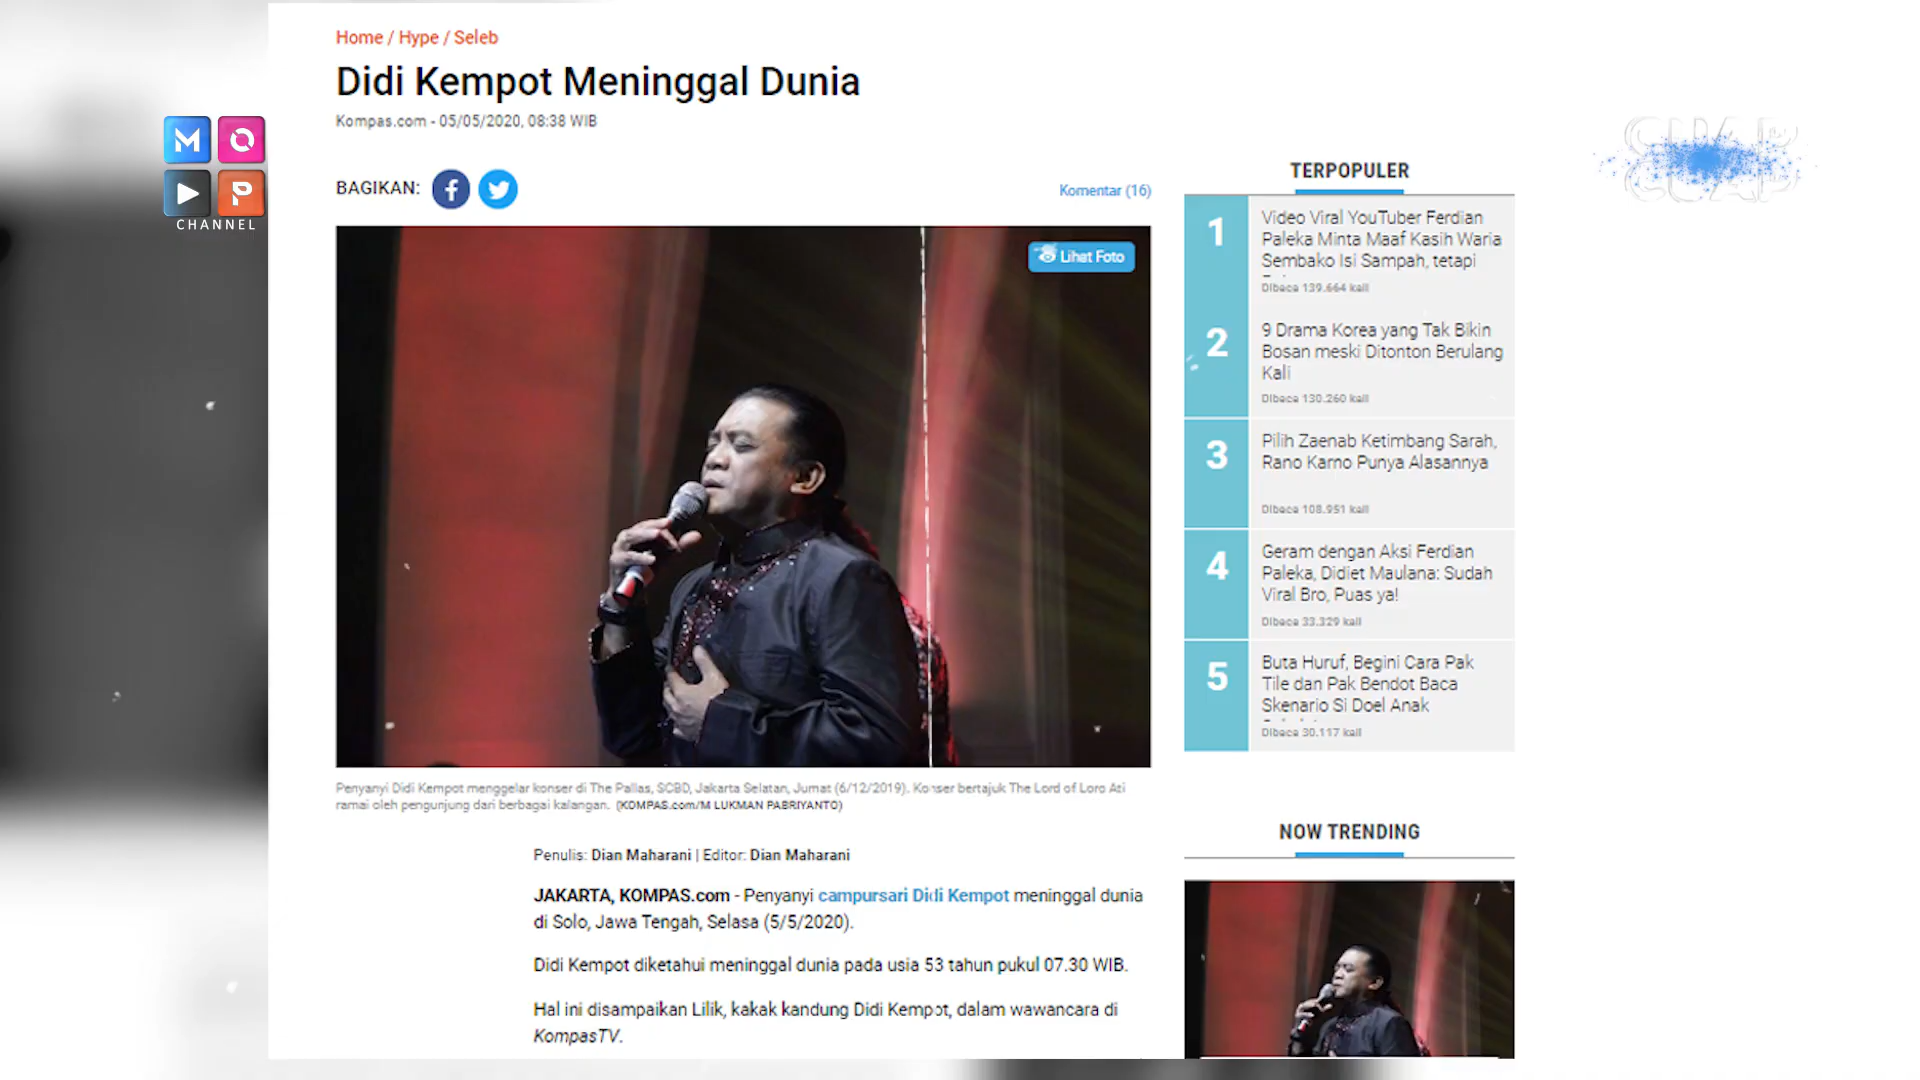 Home / Hype / Seleb
Didi Kempot Meninggal Dunia
Kompas.com - 05/05/2020, 08:38 WIB
M
P
CHANNEL
BAGIKAN:
Komentar (16)
Lihat Foto
Penyanyi Didi Kempot menggelar konser di The Pallas, SCBD, Jakarta Selatan, Jumat (6/12/2019). Konser bertajuk The Lord of Loro Ati
ramai oleh pengunjung dari berbagai kalangan. (KOMPAS.com/M LUKMAN PABRIYANTO)
Penulis: Dian Maharani | Editor: Dian Maharani
JAKARTA, KOMPAS.com - Penyanyi campursari Didi Kempot meninggal dunia
di Solo, Jawa Tengah, Selasa (5/5/2020).
Didi Kempot diketahui meninggal dunia pada usia 53 tahun pukul 07.30 WIB.
Hal ini disampaikan Lilik, kakak kandung Didi Kempot, dalam wawancara di
KompasTV.
TERPOPULER
1
Video Viral YouTuber Ferdian
Paleka Minta Maaf Kasih Waria
Sembako Isi Sampah, tetapi
Dibaca 139.664 kali
2
9 Drama Korea yang Tak Bikin
Bosan meski Ditonton Berulang
Kali
Dibaca 130.260 kali
3
Pilih Zaenab Ketimbang Sarah,
Rano Karno Punya Alasannya
Dibaca 108.951 kali
4
Geram dengan Aksi Ferdian
Paleka, Didiet Maulana: Sudah
Viral Bro, Puas ya!
Dibaca 33.329 kali
5
Buta Huruf, Begini Cara Pak
Tile dan Pak Bendot Baca
Skenario Si Doel Anak
Dibaca 30.117 kali
NOW TRENDING